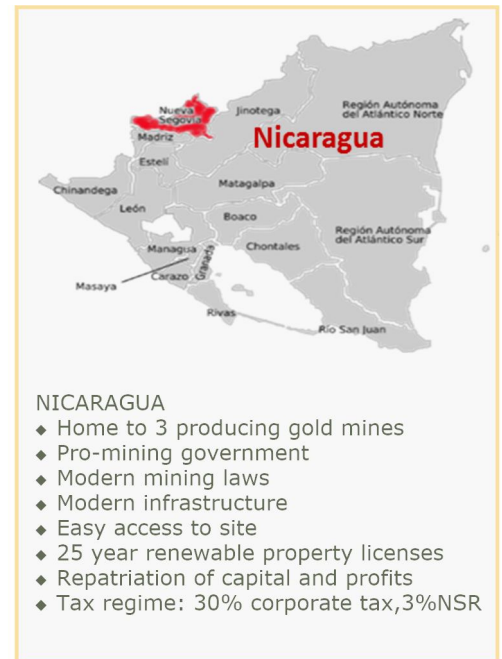 Nueva
Segovia
Jinotega
Región Autónoma
del Atlántico Norte
Madriz
Nicaragua
Estelí
Chinandega
Matagalpa
León
Boaco
Región Autónoma
del Atlántico Sur
Managua
Granada
Chontales
Masaya
Carazo
Rivas
Río San Juan
NICARAGUA
◆ Home to 3 producing gold mines
◆ Pro-mining government
◆ Modern mining laws
◆ Modern infrastructure
◆ Easy access to site
◆ 25 year renewable property licenses
◆ Repatriation of capital and profits
◆ Tax regime: 30% corporate tax,3%NSR